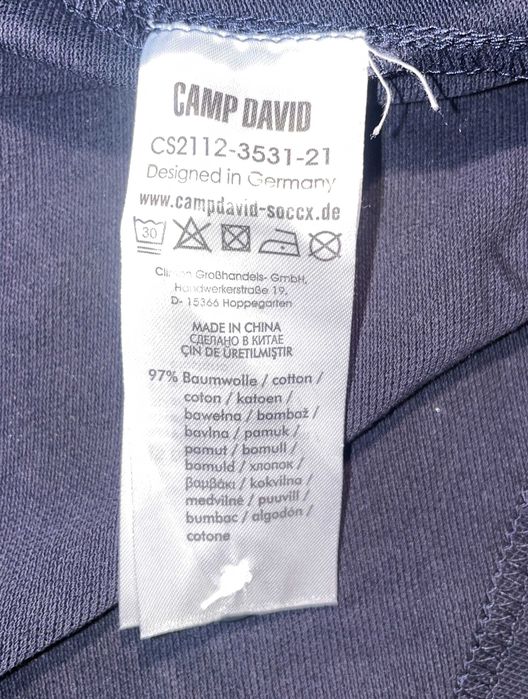 CAMP DAVID
CS2112-3531-21
Designed in Germany
www.campdavid-soccx.de
30
Großhandels- GmbH,
Handwerkerstraße 19,
D- 15366 Hoppegarten
MADE IN CHINA
СДЕЛАНО В КИТАЕ
ÇIN DE ÜRETILMIŞTIR
97% Baumwolle / cotton /
coton / katoen /
bawełna / bombaž /
bavlna / pamuk /
pamut / bomull /
bomuld / хлопок /
βαμβάκι / kokvilna /
medvilnė / puuvill /
bumbac / algodón /
cotone